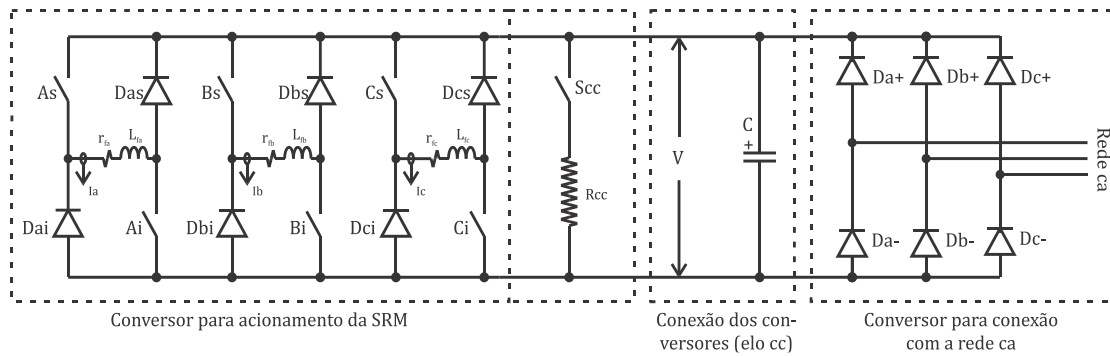 As
Das
Bs
Dbs
Cs
Dcs
Scc
rfa
Lfa
rfb
Lfb
rfc
Lfc
Ia
Ib
Ic
Dai
Ai
Dbi
Bi
Dci
Ci
Rcc
V
C
+
Da+
Db+
Dc+
Da-
Db-
Dc-
Rede ca
Conversor para acionamento da SRM
Conexão dos con-
versores (elo cc)
Conversor para conexão
com a rede ca